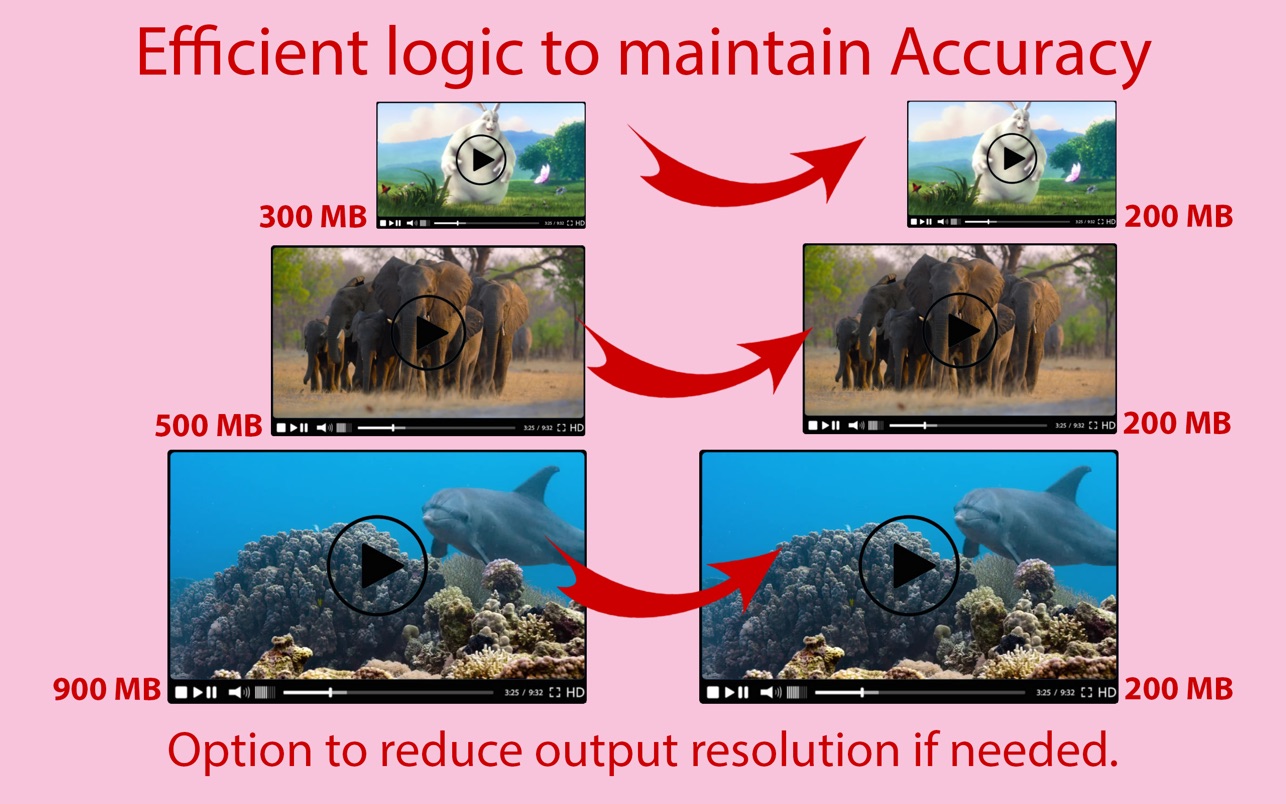 Efficient logic to maintain Accuracy
300 MB
200 MB
3:25 / 9:32 HD
3:25 / 9:32 HD
500 MB
200 MB
3:25 / 9:32 HD
3:25 / 9:32 HD
900 MB
200 MB
3:25 / 9:32 HD
3:25 / 9:32 HD
Option to reduce output resolution if needed.